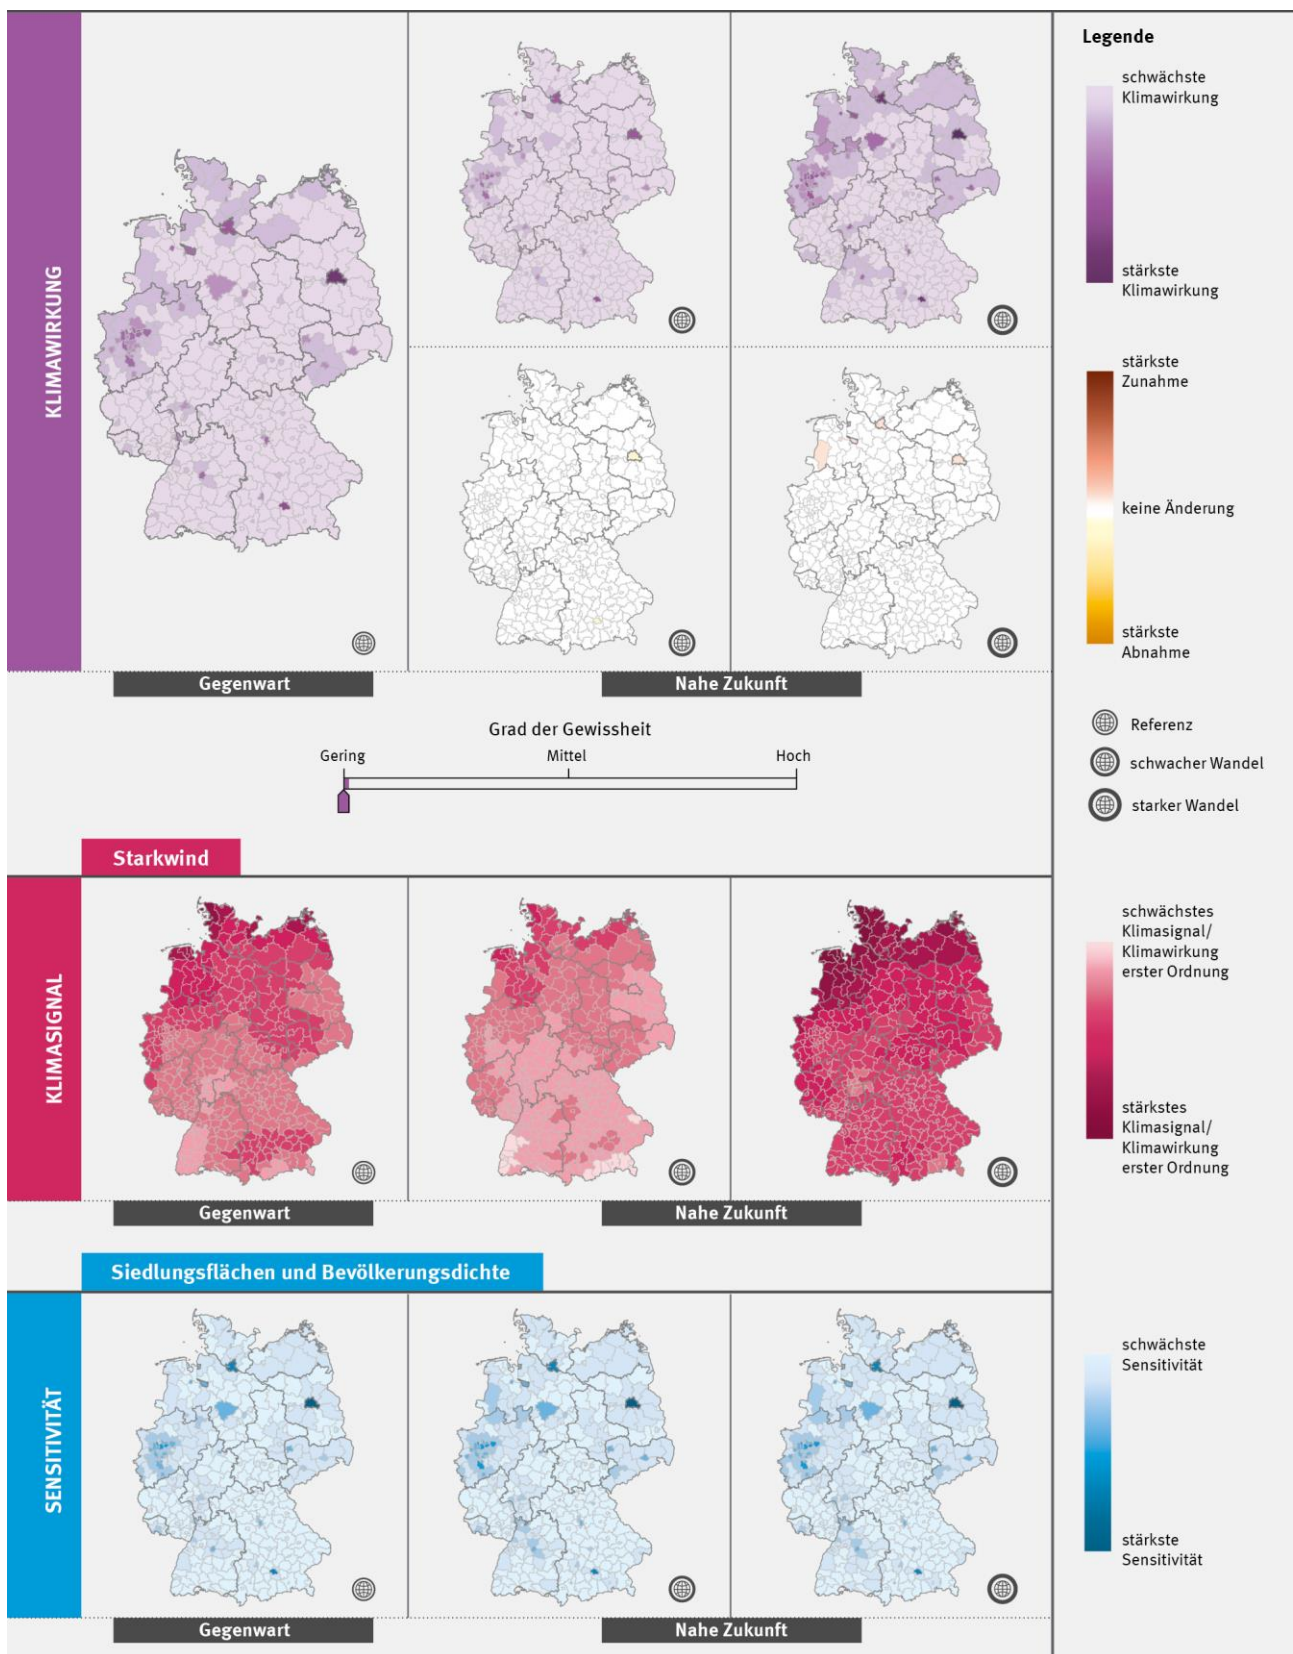 KLIMAWIRKUNG
Gegenwart
Nahe Zukunft
Grad der Gewissheit
Gering
Mittel
Hoch
Starkwind
KLIMASIGNAL
Gegenwart
Nahe Zukunft
Siedlungsflächen und Bevölkerungsdichte
SENSITIVITÄT
Gegenwart
Nahe Zukunft
Legende
schwächste
Klimawirkung
stärkste
Klimawirkung
stärkste
Zunahme
keine Änderung
stärkste
Abnahme
Referenz
schwacher Wandel
starker Wandel
schwächstes
Klimasignal/
Klimawirkung
erster Ordnung
stärkstes
Klimasignal/
Klimawirkung
erster Ordnung
schwächste
Sensitivität
stärkste
Sensitivität